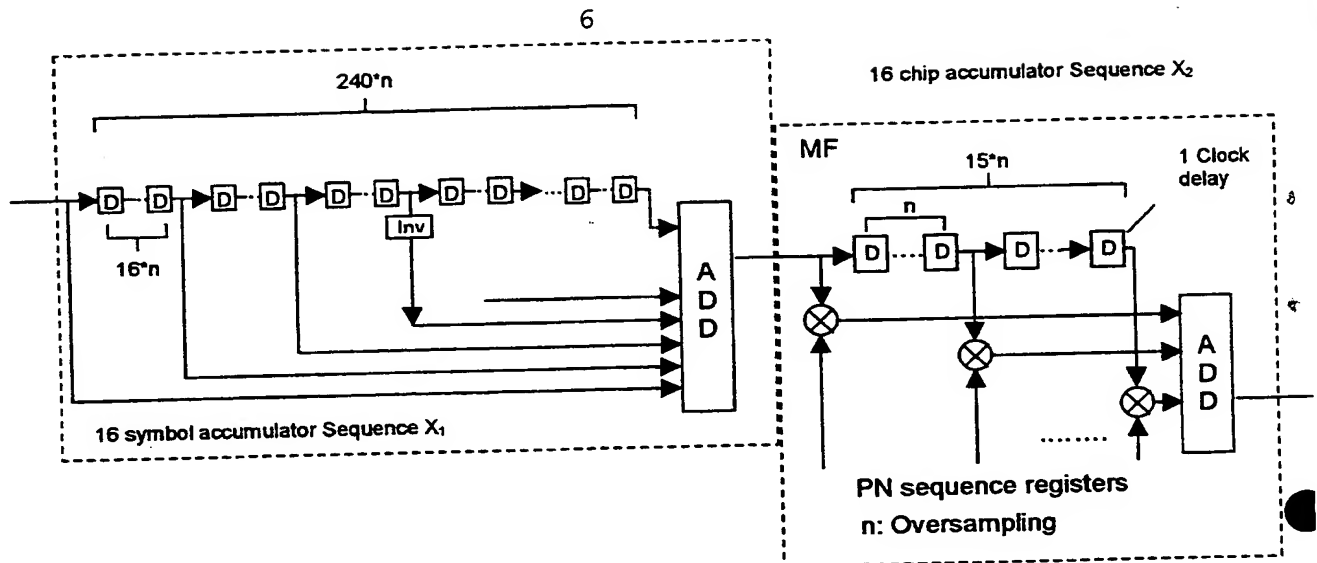 6
240*n
16 chip accumulator Sequence X₂
MF
15*n
1 Clock
delay
n
D D D D D D D D D D
Inv
16*n
D D D D
A
D
D
A
D
D
16 symbol accumulator Sequence X₁
PN sequence registers
n: Oversampling